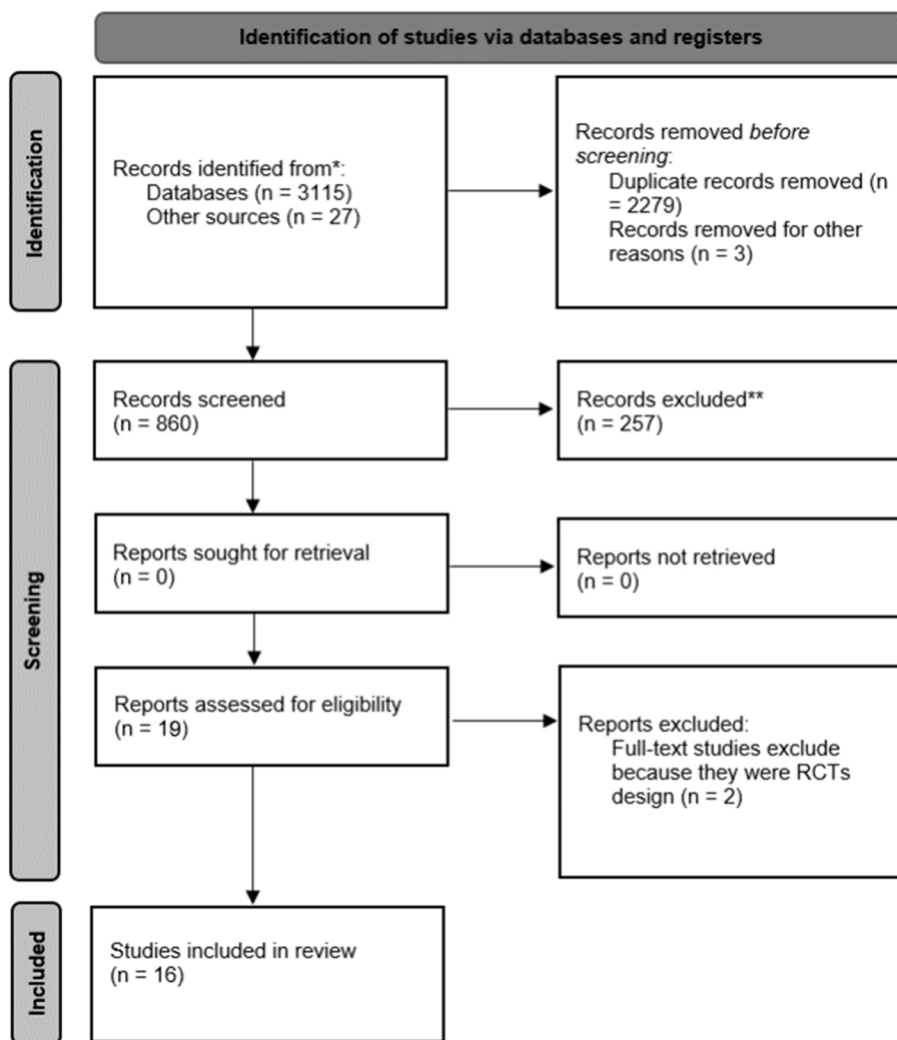 Identification of studies via databases and registers
Identification
Records identified from*:
Databases (n = 3115)
Other sources (n = 27)
Records removed before
screening:
Duplicate records removed (n
= 2279)
Records removed for other
reasons (n = 3)
Screening
Records screened
(n = 860)
Records excluded**
(n = 257)
Reports sought for retrieval
(n = 0)
Reports not retrieved
(n = 0)
Reports assessed for eligibility
(n = 19)
Reports excluded:
Full-text studies exclude
because they were RCTs
design (n = 2)
Included
Studies included in review
(n = 16)